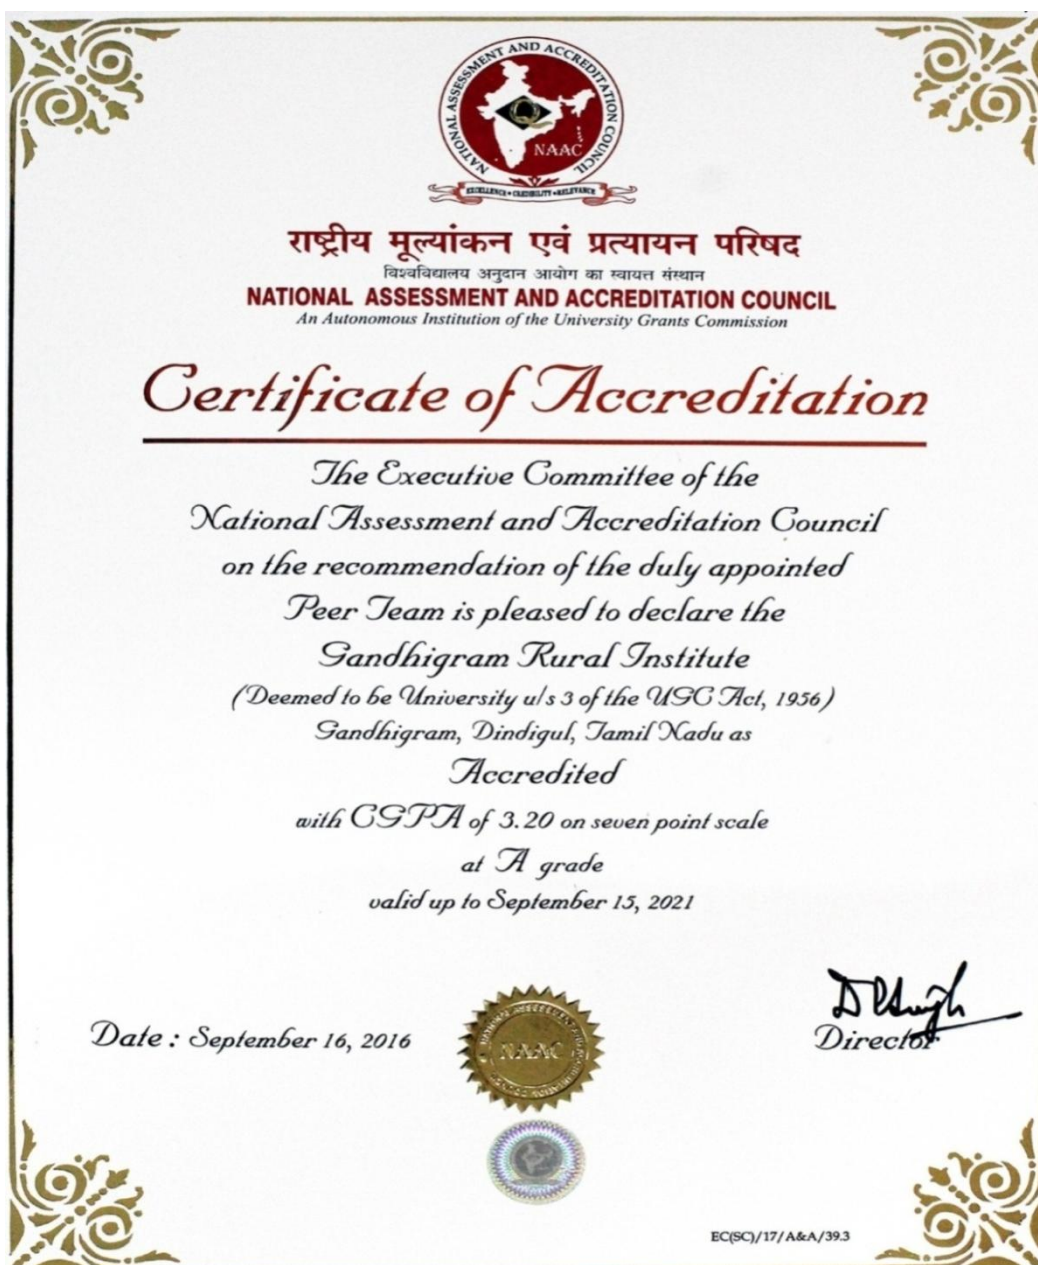 NATIONAL ASSESSMENT AND ACCREDITATION COUNCIL
NAAC
EXCELLENCE • CREDIBILITY • RELEVANCE
राष्ट्रीय मूल्यांकन एवं प्रत्यायन परिषद
विश्वविद्यालय अनुदान आयोग का स्वायत्त संस्थान
NATIONAL ASSESSMENT AND ACCREDITATION COUNCIL
An Autonomous Institution of the University Grants Commission
Certificate of Accreditation
The Executive Committee of the
National Assessment and Accreditation Council
on the recommendation of the duly appointed
Peer Team is pleased to declare the
Gandhigram Rural Institute
(Deemed to be University u/s 3 of the UGC Act, 1956)
Gandhigram, Dindigul, Tamil Nadu as
Accredited
with CGPA of 3.20 on seven point scale
at A grade
valid up to September 15, 2021
Date : September 16, 2016
NAAC
Director
EC(SC)/17/A&A/39.3